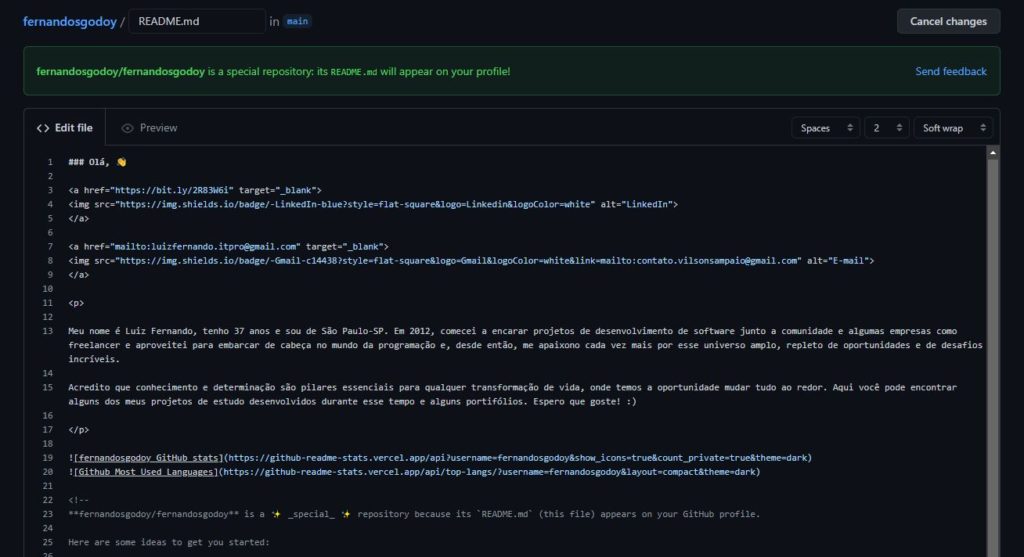 fernandosgodoy / README.md in main
Cancel changes
fernandosgodoy/fernandosgodoy is a special repository: its README.md will appear on your profile!
Send feedback
<> Edit file
Preview
Spaces
2
Soft wrap
1 ### Olá, 👋
2
3 <a href="https://bit.ly/2R83W6i" target="_blank">
4 <img src="https://img.shields.io/badge/-LinkedIn-blue?style=flat-square&logo=Linkedin&logoColor=white" alt="LinkedIn">
5 </a>
6
7 <a href="mailto:luizfernando.itpro@gmail.com" target="_blank">
8 <img src="https://img.shields.io/badge/-Gmail-c14438?style=flat-square&logo=Gmail&logoColor=white&link=mailto:contato.vilsonsampaio@gmail.com" alt="E-mail">
9 </a>
10
11 <p>
12
13 Meu nome é Luiz Fernando, tenho 37 anos e sou de São Paulo-SP. Em 2012, comecei a encarar projetos de desenvolvimento de software junto a comunidade e algumas empresas como
freelancer e aproveitei para embarcar de cabeça no mundo da programação e, desde então, me apaixono cada vez mais por esse universo amplo, repleto de oportunidades e de desafios
incríveis.
14
15 Acredito que conhecimento e determinação são pilares essenciais para qualquer transformação de vida, onde temos a oportunidade mudar tudo ao redor. Aqui você pode encontrar
alguns dos meus projetos de estudo desenvolvidos durante esse tempo e alguns portifólios. Espero que goste! :)
16
17 </p>
18
19 ![fernandosgodoy GitHub stats](https://github-readme-stats.vercel.app/api?username=fernandosgodoy&show_icons=true&count_private=true&theme=dark)
20 ![Github Most Used Languages](https://github-readme-stats.vercel.app/api/top-langs/?username=fernandosgodoy&layout=compact&theme=dark)
21
22 <!--
23 **fernandosgodoy/fernandosgodoy** is a ✨ _special_ ✨ repository because its `README.md` (this file) appears on your GitHub profile.
24
25 Here are some ideas to get you started:
26